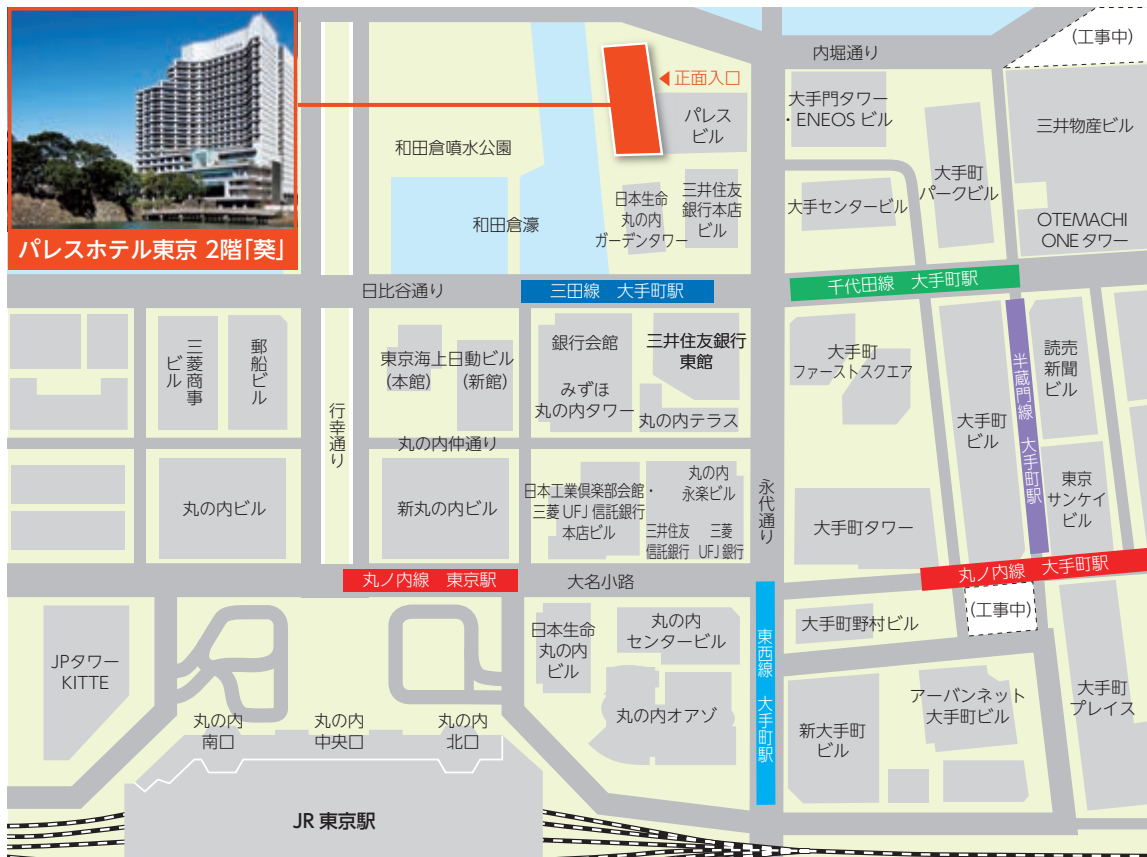 パレスホテル東京 2階「葵」
内堀通り
(工事中)
正面入口
パレス
ビル
大手門タワー
・ENEOS ビル
三井物産ビル
和田倉噴水公園
大手町
パークビル
日本生命
丸の内
ガーデンタワー
三井住友
銀行本店
ビル
大手センタービル
和田倉濠
OTEMACHI
ONE タワー
日比谷通り
三田線 大手町駅
千代田線 大手町駅
三菱商事
ビル
郵船ビル
東京海上日動ビル
(本館)
(新館)
銀行会館
みずほ
丸の内タワー
三井住友銀行
東館
丸の内テラス
大手町
ファーストスクエア
大手町
ビル
半蔵門線 大手町駅
読売
新聞
ビル
行幸通り
丸の内仲通り
永代通り
丸の内ビル
新丸の内ビル
日本工業倶楽部会館・
三菱 UFJ 信託銀行
本店ビル
丸の内
永楽ビル
三井住友
信託銀行
三菱
UFJ 銀行
大手町タワー
東京
サンケイ
ビル
丸ノ内線 東京駅
大名小路
丸ノ内線 大手町駅
(工事中)
JPタワー
KITTE
日本生命
丸の内
ビル
丸の内
センタービル
東西線 大手町駅
大手町野村ビル
丸の内オアゾ
新大手町
ビル
アーバンネット
大手町ビル
大手町
プレイス
丸の内
南口
丸の内
中央口
丸の内
北口
JR 東京駅